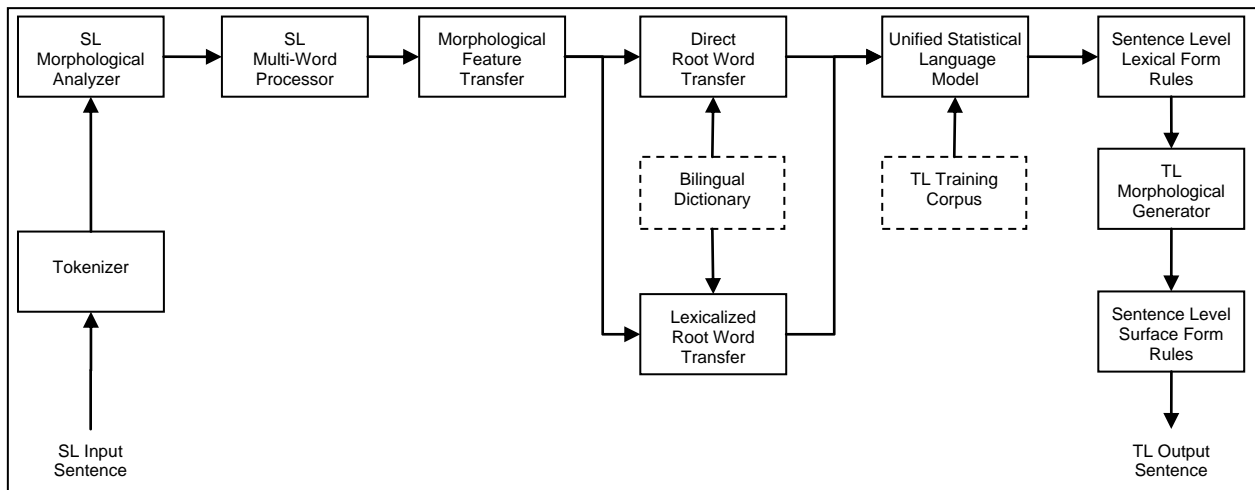 SL
Morphological
Analyzer
SL
Multi-Word
Processor
Morphological
Feature
Transfer
Direct
Root Word
Transfer
Unified Statistical
Language
Model
Sentence Level
Lexical Form
Rules
Bilingual
Dictionary
TL Training
Corpus
TL
Morphological
Generator
Tokenizer
Lexicalized
Root Word
Transfer
Sentence Level
Surface Form
Rules
SL Input
Sentence
TL Output
Sentence